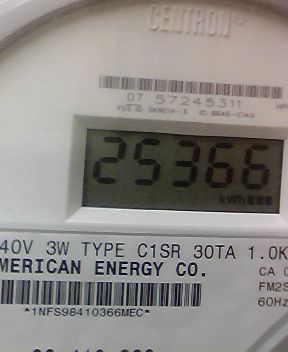 CENTRON®
07 57245311
25366
kWh
40V 3W TYPE C1SR 30TA 1.0K
MERICAN ENERGY CO.
CA 0
FM2S
60Hz
*1NFS98410366MEC*